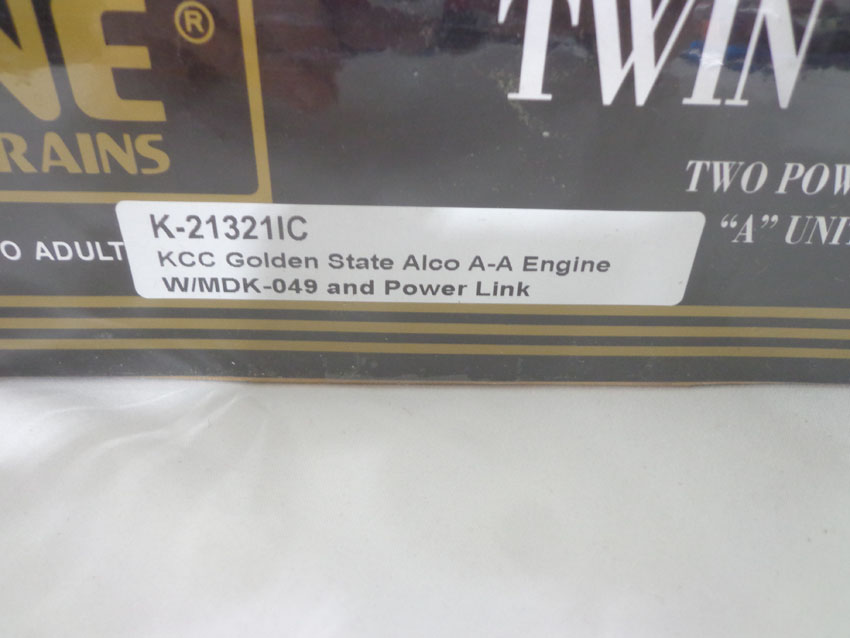 NE®
RAINS
TWIN
TWO POW
"A" UNI
O ADULT
K-21321IC
KCC Golden State Alco A-A Engine
W/MDK-049 and Power Link